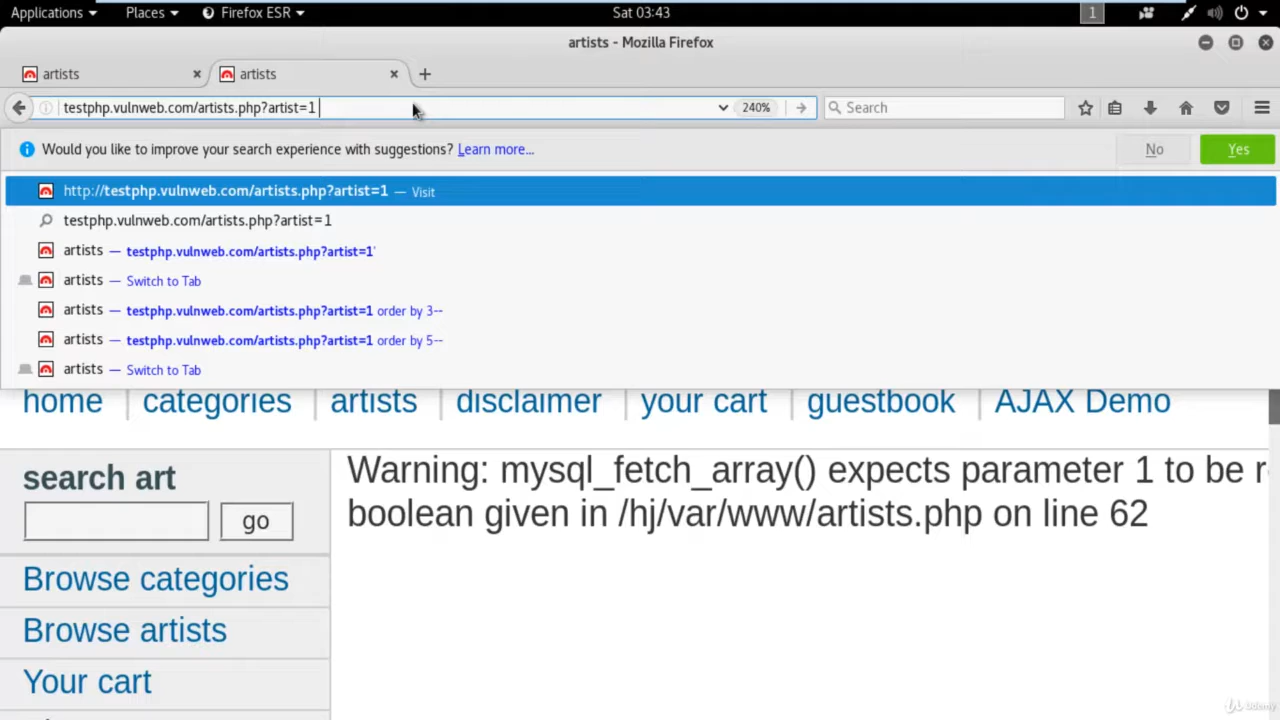 Applications Places Firefox ESR Sat 03:43 1
artists - Mozilla Firefox
artists artists
testphp.vulnweb.com/artists.php?artist=1 240% Search
Would you like to improve your search experience with suggestions? Learn more... No Yes
http://testphp.vulnweb.com/artists.php?artist=1 — Visit
testphp.vulnweb.com/artists.php?artist=1
artists — testphp.vulnweb.com/artists.php?artist=1'
artists — Switch to Tab
artists — testphp.vulnweb.com/artists.php?artist=1 order by 3--
artists — testphp.vulnweb.com/artists.php?artist=1 order by 5--
artists — Switch to Tab
home categories artists disclaimer your cart guestbook AJAX Demo
search art
go
Warning: mysql_fetch_array() expects parameter 1 to be r
boolean given in /hj/var/www/artists.php on line 62
Browse categories
Browse artists
Your cart
Udemy